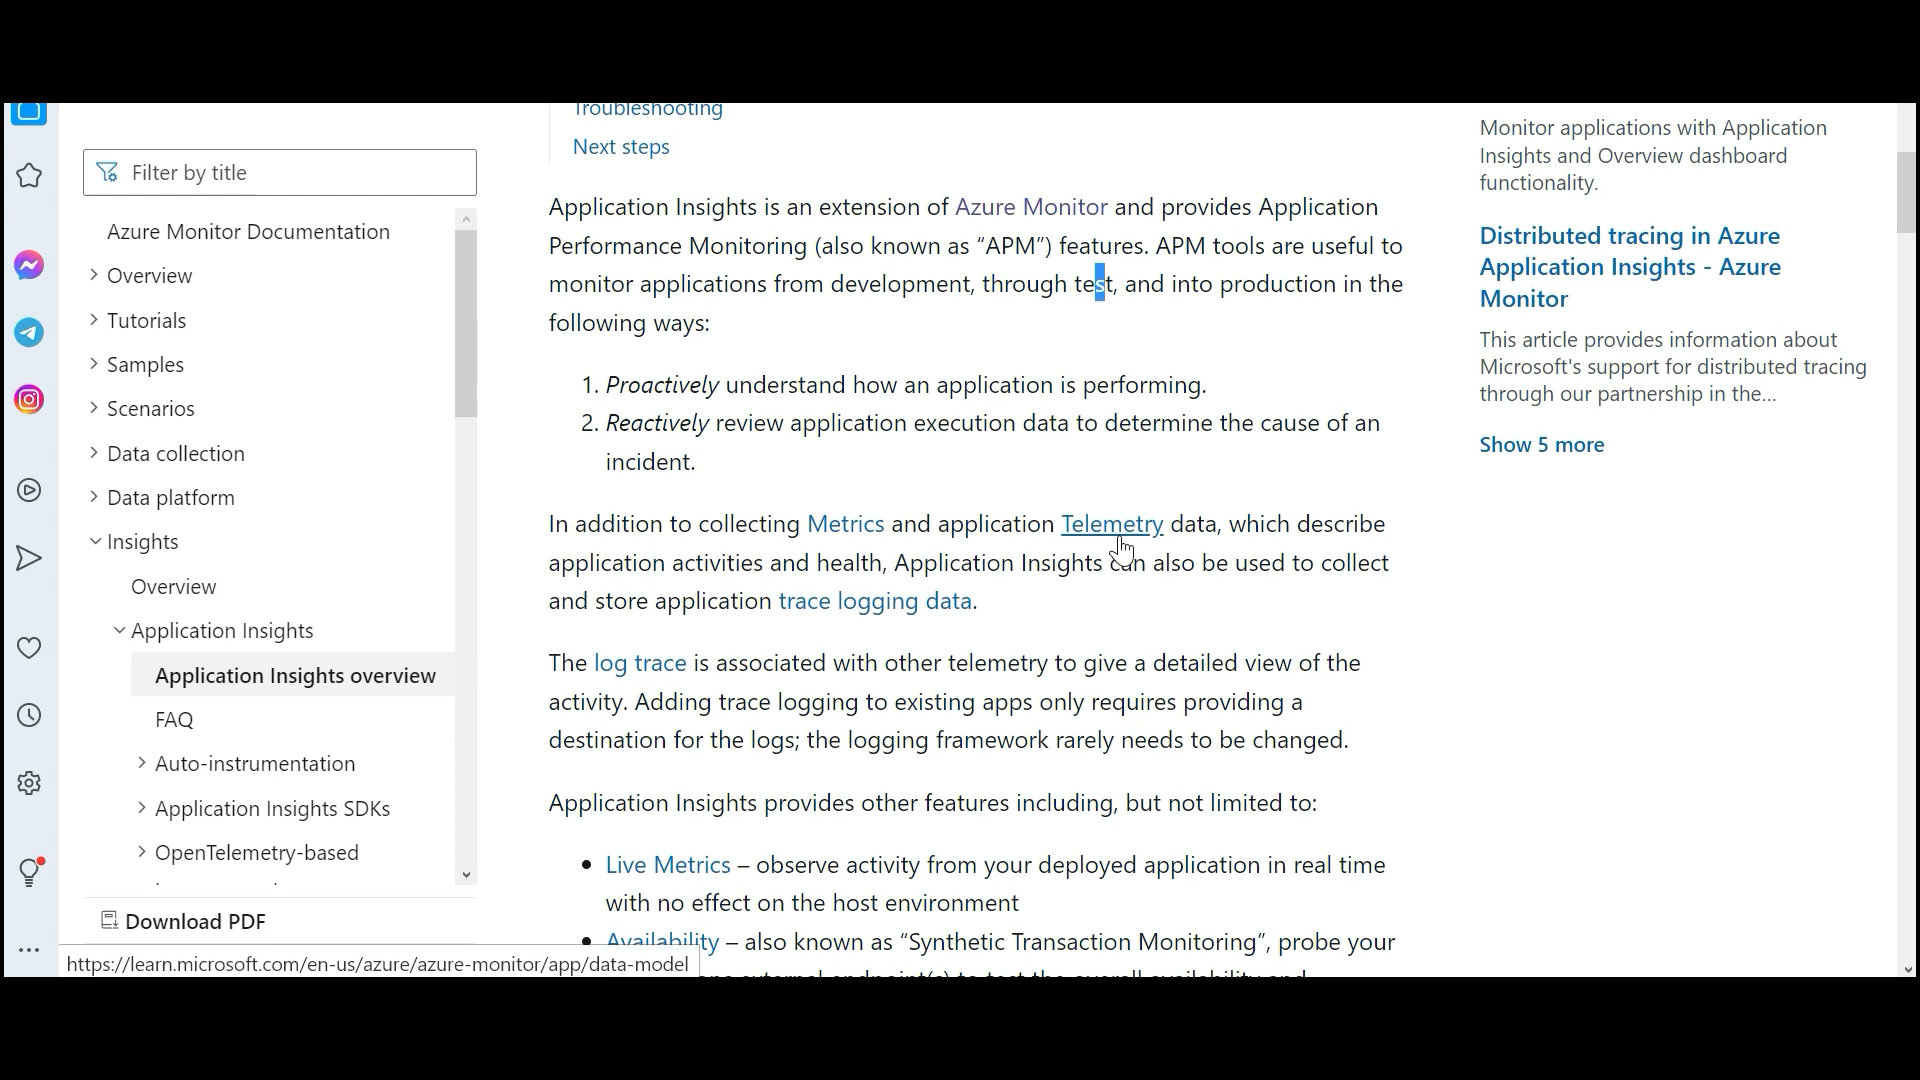 Troubleshooting
Next steps
Filter by title
Azure Monitor Documentation
Overview
Tutorials
Samples
Scenarios
Data collection
Data platform
Insights
Overview
Application Insights
Application Insights overview
FAQ
Auto-instrumentation
Application Insights SDKs
OpenTelemetry-based
Download PDF
Application Insights is an extension of Azure Monitor and provides Application
Performance Monitoring (also known as “APM”) features. APM tools are useful to
monitor applications from development, through test, and into production in the
following ways:
1. Proactively understand how an application is performing.
2. Reactively review application execution data to determine the cause of an
incident.
In addition to collecting Metrics and application Telemetry data, which describe
application activities and health, Application Insights can also be used to collect
and store application trace logging data.
The log trace is associated with other telemetry to give a detailed view of the
activity. Adding trace logging to existing apps only requires providing a
destination for the logs; the logging framework rarely needs to be changed.
Application Insights provides other features including, but not limited to:
• Live Metrics – observe activity from your deployed application in real time
with no effect on the host environment
• Availability – also known as “Synthetic Transaction Monitoring”, probe your
external endpoint(s) to test the overall availability and
Monitor applications with Application
Insights and Overview dashboard
functionality.
Distributed tracing in Azure
Application Insights - Azure
Monitor
This article provides information about
Microsoft's support for distributed tracing
through our partnership in the...
Show 5 more
https://learn.microsoft.com/en-us/azure/azure-monitor/app/data-model